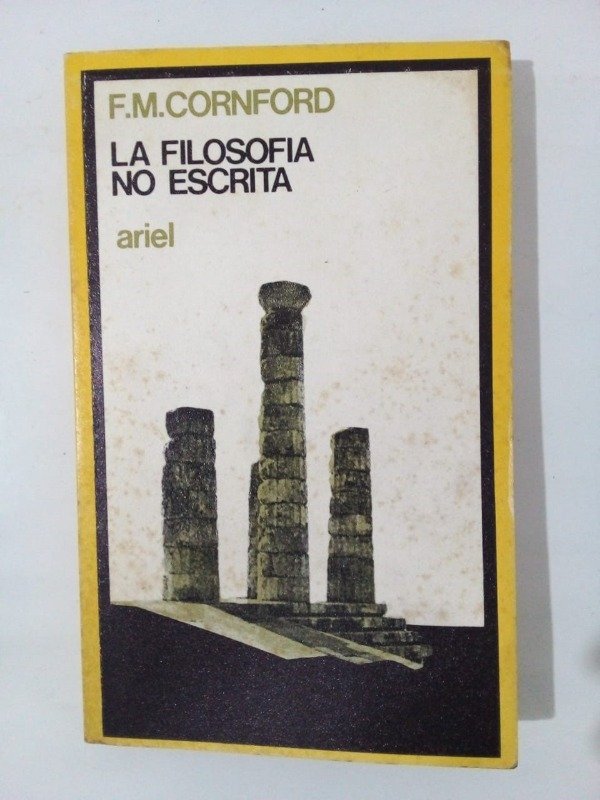 F.M.CORNFORD
LA FILOSOFIA
NO ESCRITA
ariel